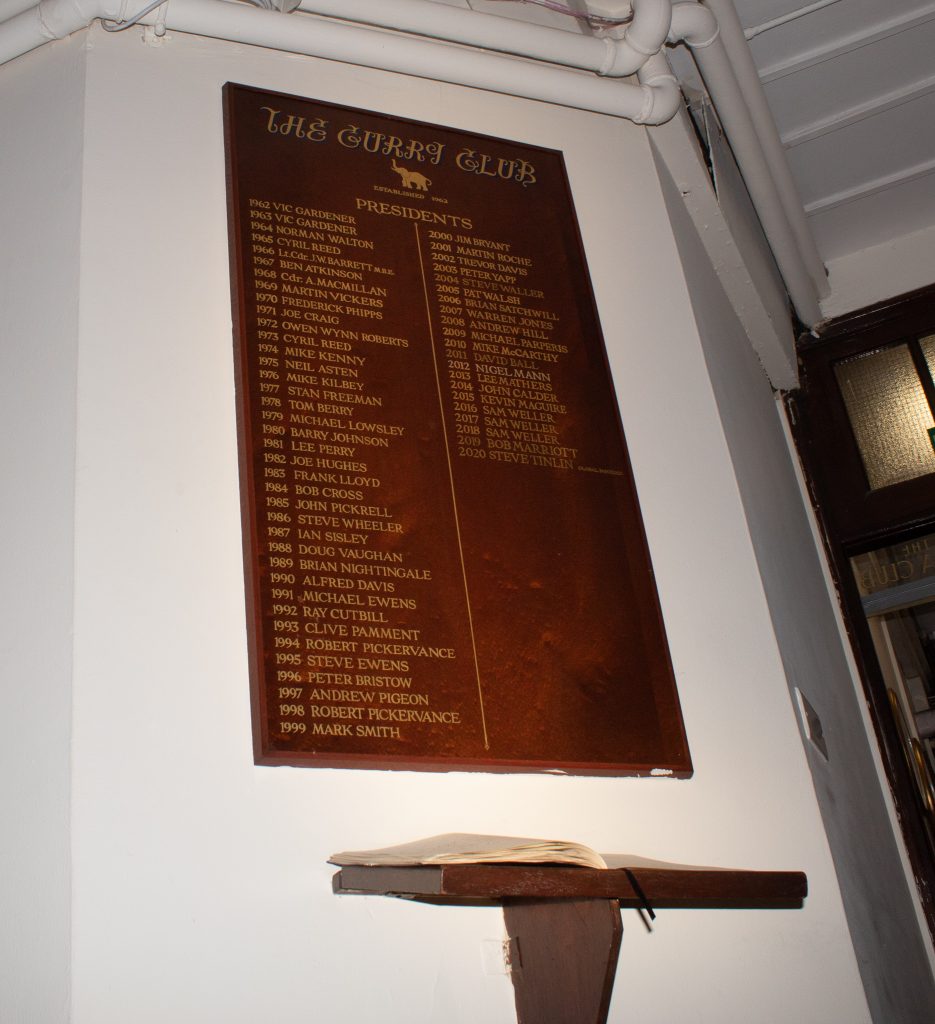 THE CURRY CLUB
ESTABLISHED 1962
PRESIDENTS
1962 VIC GARDENER
1963 VIC GARDENER
1964 NORMAN WALTON
1965 CYRIL REED
1966 Lt.Cdr. J.W. BARRETT M.B.E.
1967 BEN ATKINSON
1968 Cdr. A. MACMILLAN
1969 MARTIN VICKERS
1970 FREDERICK PHIPPS
1971 JOE CRAIG
1972 OWEN WYNN ROBERTS
1973 CYRIL REED
1974 MIKE KENNY
1975 NEIL ASTEN
1976 MIKE KILBEY
1977 STAN FREEMAN
1978 TOM BERRY
1979 MICHAEL LOWSLEY
1980 BARRY JOHNSON
1981 LEE PERRY
1982 JOE HUGHES
1983 FRANK LLOYD
1984 BOB CROSS
1985 JOHN PICKRELL
1986 STEVE WHEELER
1987 IAN SISLEY
1988 DOUG VAUGHAN
1989 BRIAN NIGHTINGALE
1990 ALFRED DAVIS
1991 MICHAEL EWENS
1992 RAY CUTBILL
1993 CLIVE PAMMENT
1994 ROBERT PICKERVANCE
1995 STEVE EWENS
1996 PETER BRISTOW
1997 ANDREW PIGEON
1998 ROBERT PICKERVANCE
1999 MARK SMITH
2000 JIM BRYANT
2001 MARTIN ROCHE
2002 TREVOR DAVIS
2003 PETER YAPP
2004 STEVE WALLER
2005 PAT WALSH
2006 BRIAN SATCHWILL
2007 WARREN JONES
2008 ANDREW HILL
2009 MICHAEL PARPERIS
2010 MIKE McCARTHY
2011 DAVID BALL
2012 NIGEL MANN
2013 LEE MATHERS
2014 JOHN CALDER
2015 KEVIN MAGUIRE
2016 SAM WELLER
2017 SAM WELLER
2018 SAM WELLER
2019 BOB MARRIOTT
2020 STEVE TINLIN GLOBAL PANDEMIC
THE
CLUB